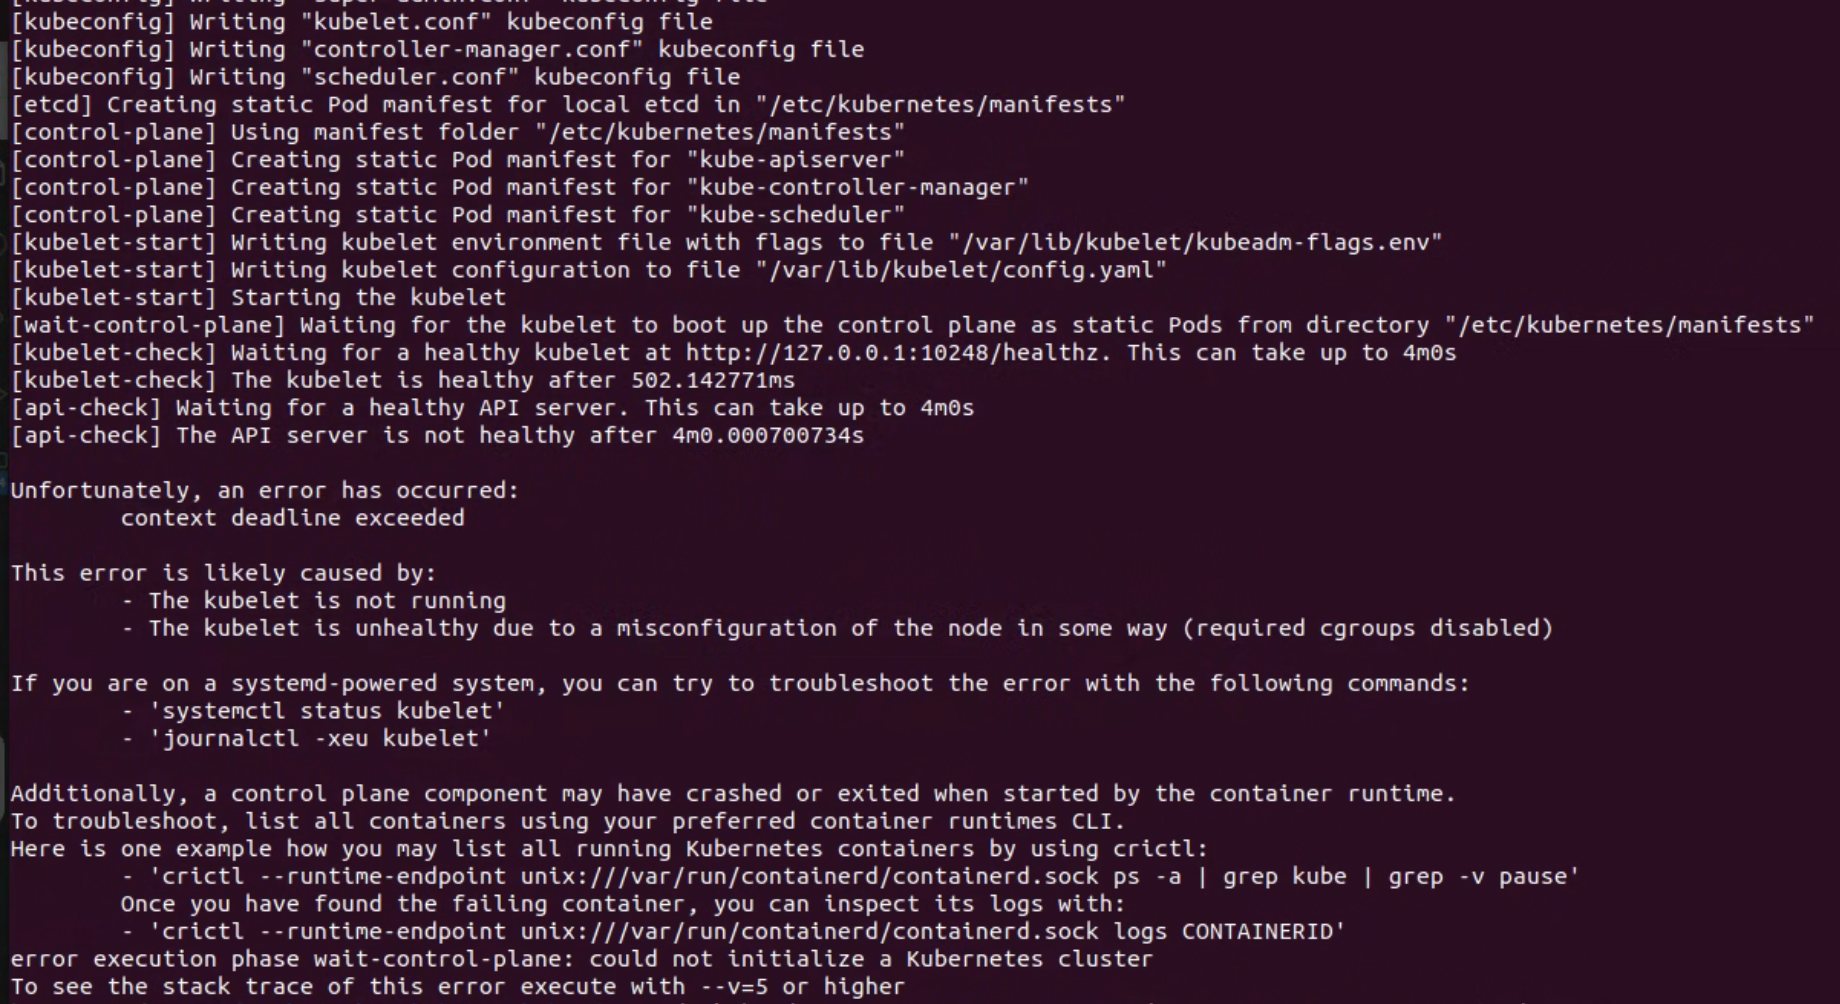 [kubeconfig] Writing "kubelet.conf" kubeconfig file
[kubeconfig] Writing "controller-manager.conf" kubeconfig file
[kubeconfig] Writing "scheduler.conf" kubeconfig file
[etcd] Creating static Pod manifest for local etcd in "/etc/kubernetes/manifests"
[control-plane] Using manifest folder "/etc/kubernetes/manifests"
[control-plane] Creating static Pod manifest for "kube-apiserver"
[control-plane] Creating static Pod manifest for "kube-controller-manager"
[control-plane] Creating static Pod manifest for "kube-scheduler"
[kubelet-start] Writing kubelet environment file with flags to file "/var/lib/kubelet/kubeadm-flags.env"
[kubelet-start] Writing kubelet configuration to file "/var/lib/kubelet/config.yaml"
[kubelet-start] Starting the kubelet
[wait-control-plane] Waiting for the kubelet to boot up the control plane as static Pods from directory "/etc/kubernetes/manifests"
[kubelet-check] Waiting for a healthy kubelet at http://127.0.0.1:10248/healthz. This can take up to 4m0s
[kubelet-check] The kubelet is healthy after 502.142771ms
[api-check] Waiting for a healthy API server. This can take up to 4m0s
[api-check] The API server is not healthy after 4m0.000700734s
Unfortunately, an error has occurred:
context deadline exceeded
This error is likely caused by:
- The kubelet is not running
- The kubelet is unhealthy due to a misconfiguration of the node in some way (required cgroups disabled)
If you are on a systemd-powered system, you can try to troubleshoot the error with the following commands:
- 'systemctl status kubelet'
- 'journalctl -xeu kubelet'
Additionally, a control plane component may have crashed or exited when started by the container runtime.
To troubleshoot, list all containers using your preferred container runtimes CLI.
Here is one example how you may list all running Kubernetes containers by using crictl:
- 'crictl --runtime-endpoint unix:///var/run/containerd/containerd.sock ps -a | grep kube | grep -v pause'
Once you have found the failing container, you can inspect its logs with:
- 'crictl --runtime-endpoint unix:///var/run/containerd/containerd.sock logs CONTAINERID'
error execution phase wait-control-plane: could not initialize a Kubernetes cluster
To see the stack trace of this error execute with --v=5 or higher